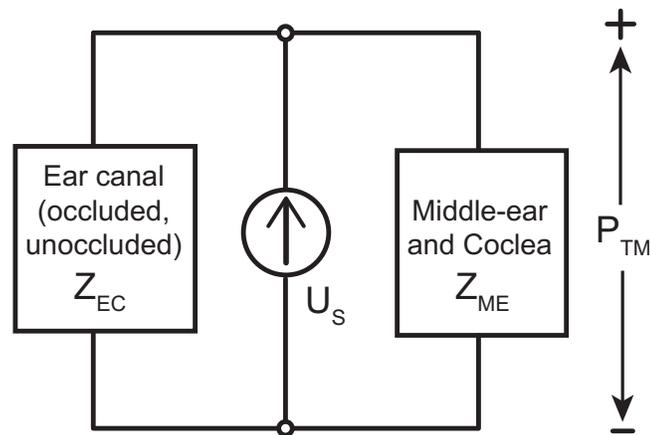 +
Ear canal
(occluded,
unoccluded)
Z_EC
U_S
Middle-ear
and Coclea
Z_ME
P_TM
−